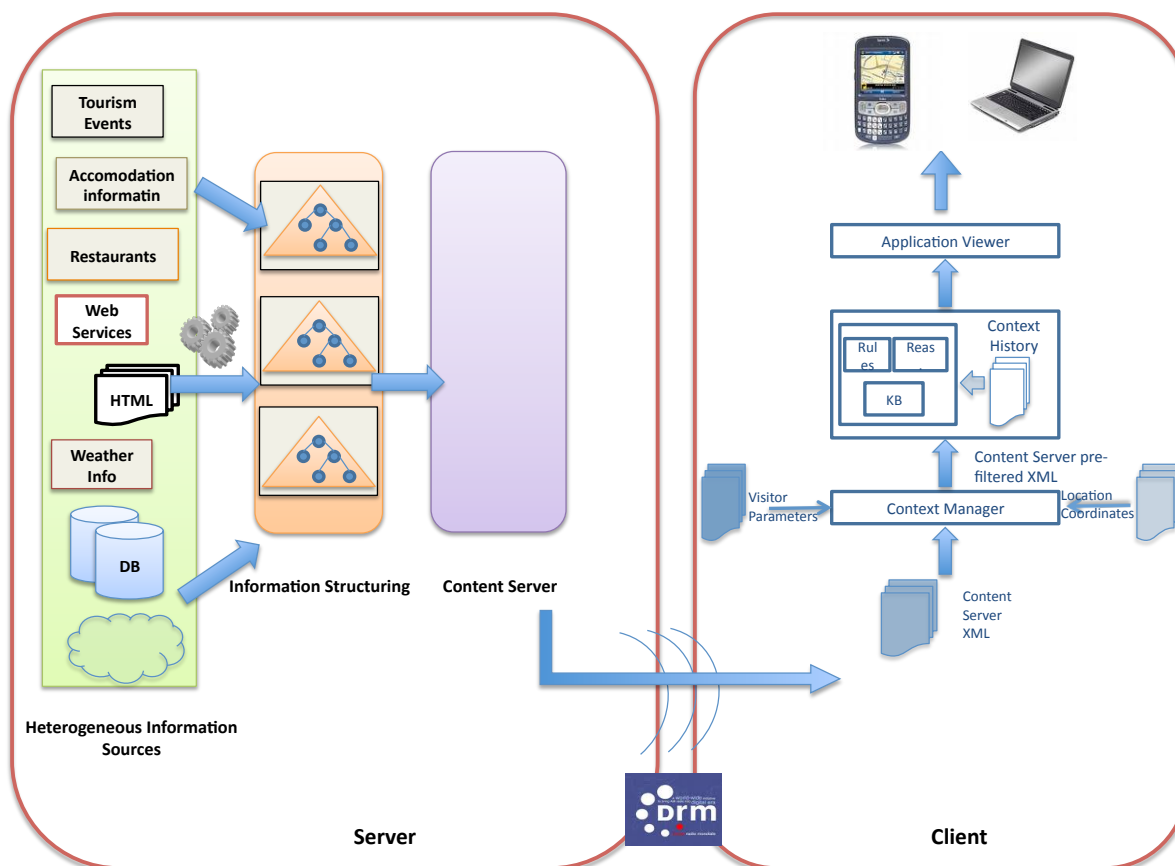 Tourism
Events
Accomodation
informatin
Restaurants
Web
Services
HTML
Weather
Info
DB
Heterogeneous Information
Sources
Information Structuring
Content Server
Server
Drm
Application Viewer
Context
History
Rul
es
Reas
KB
Content Server pre-
filtered XML
Visitor
Parameters
Context Manager
Location
Coordinates
Content
Server
XML
Client